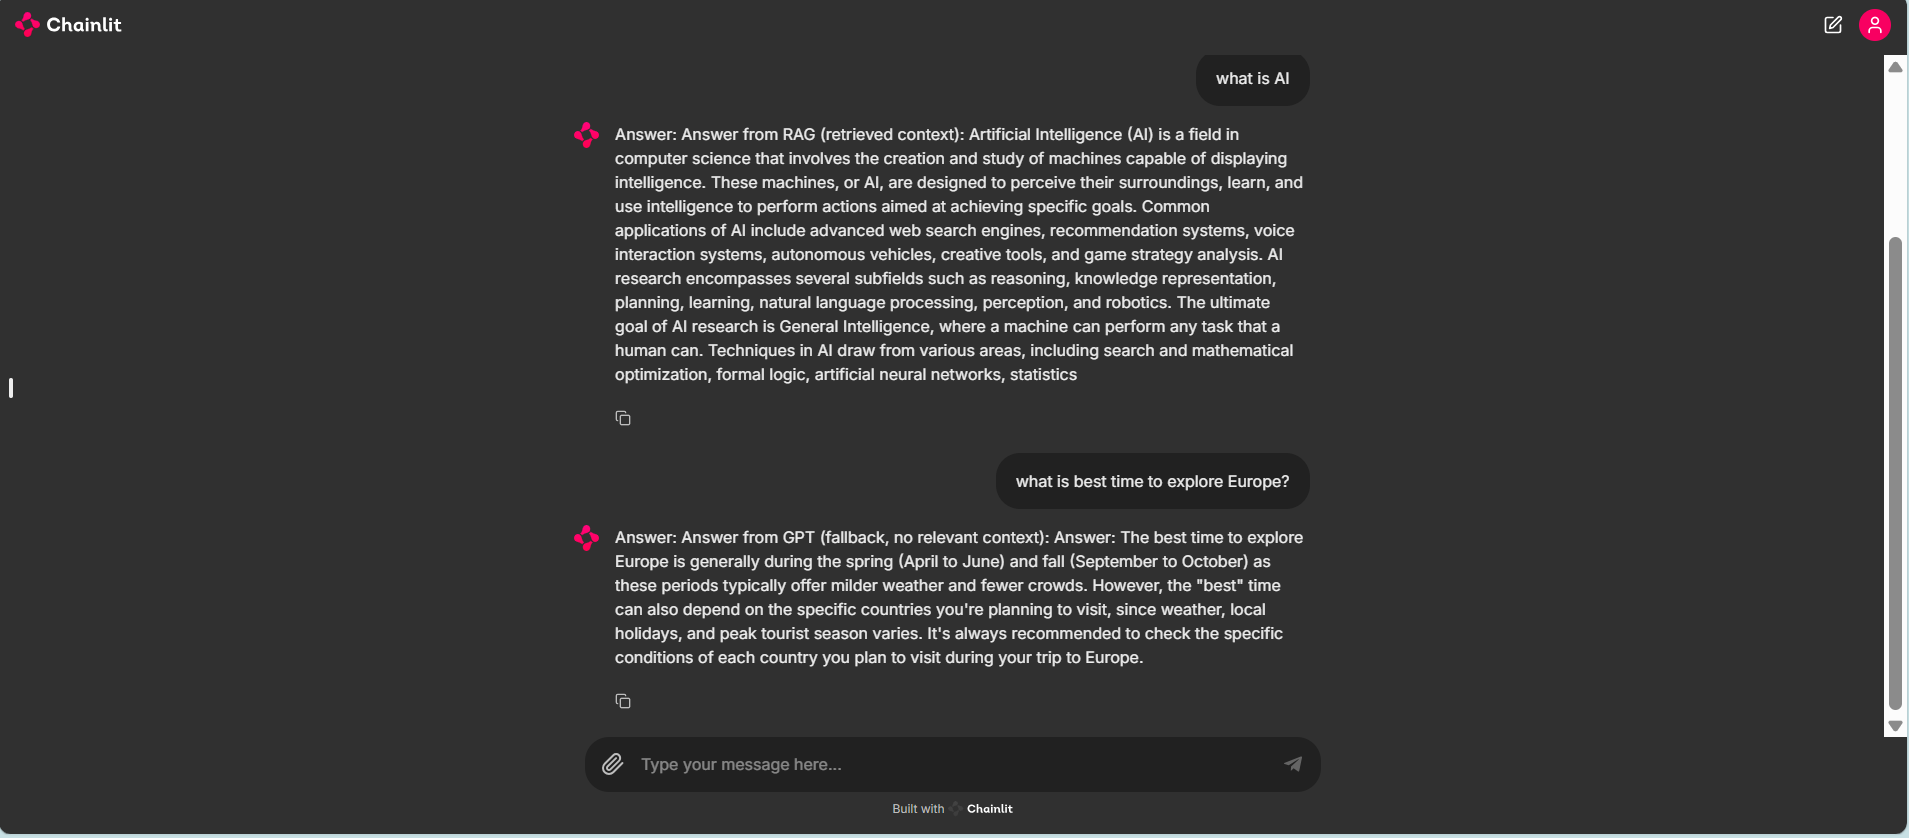 Chainlit
what is AI
Answer: Answer from RAG (retrieved context): Artificial Intelligence (AI) is a field in
computer science that involves the creation and study of machines capable of displaying
intelligence. These machines, or AI, are designed to perceive their surroundings, learn, and
use intelligence to perform actions aimed at achieving specific goals. Common
applications of AI include advanced web search engines, recommendation systems, voice
interaction systems, autonomous vehicles, creative tools, and game strategy analysis. AI
research encompasses several subfields such as reasoning, knowledge representation,
planning, learning, natural language processing, perception, and robotics. The ultimate
goal of AI research is General Intelligence, where a machine can perform any task that a
human can. Techniques in AI draw from various areas, including search and mathematical
optimization, formal logic, artificial neural networks, statistics
what is best time to explore Europe?
Answer: Answer from GPT (fallback, no relevant context): Answer: The best time to explore
Europe is generally during the spring (April to June) and fall (September to October) as
these periods typically offer milder weather and fewer crowds. However, the "best" time
can also depend on the specific countries you're planning to visit, since weather, local
holidays, and peak tourist season varies. It's always recommended to check the specific
conditions of each country you plan to visit during your trip to Europe.
Type your message here...
Built with Chainlit